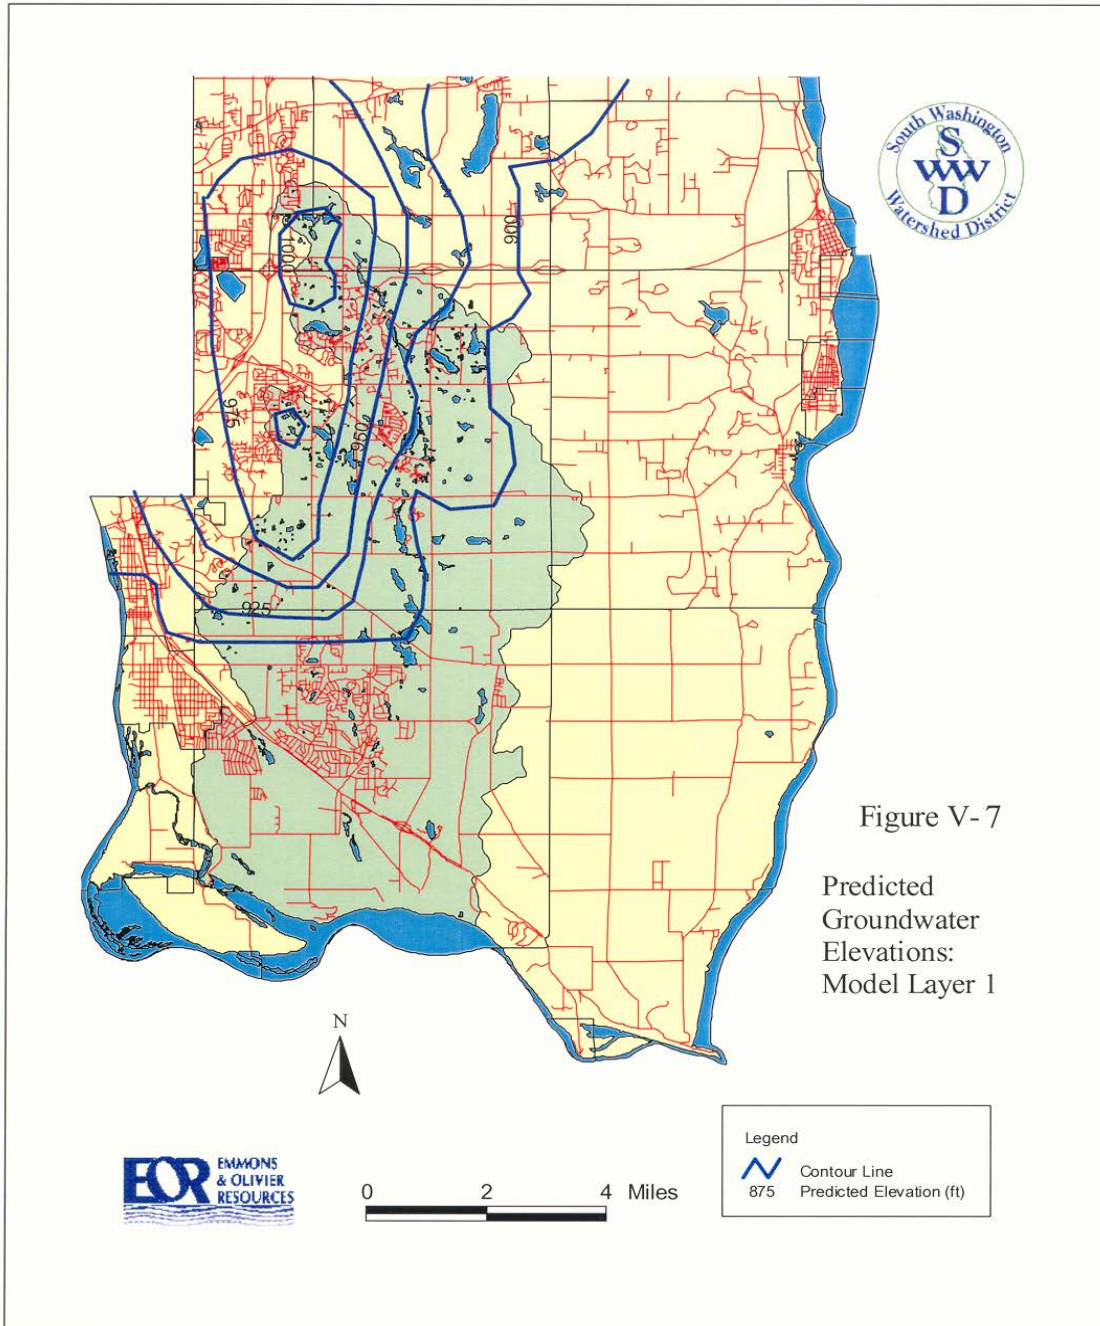 South Washington
S
WW
D
Watershed District
900
1000
975
950
925
Figure V-7
Predicted
Groundwater
Elevations:
Model Layer 1
N
EOR
EMMONS
& OLIVIER
RESOURCES
0 2 4 Miles
Legend
Contour Line
875 Predicted Elevation (ft)